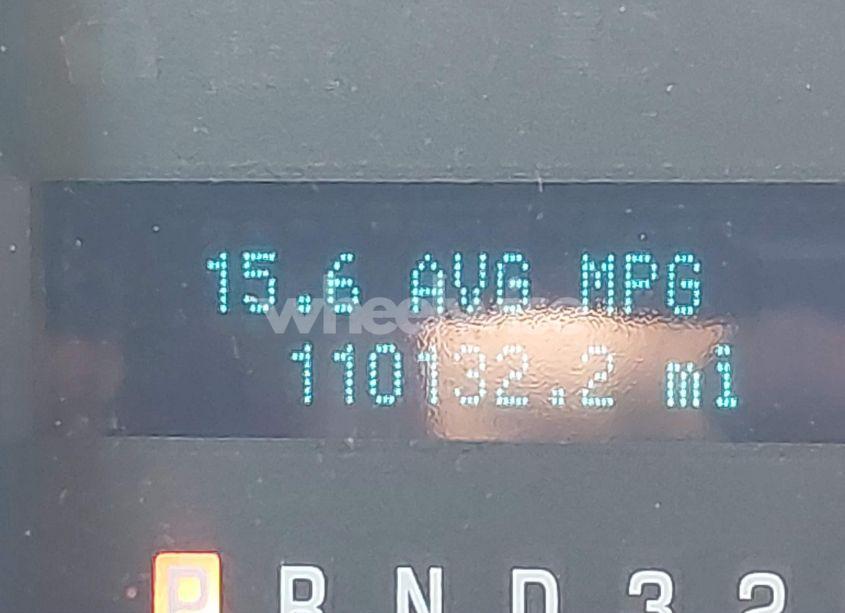 15.6 AVG MPG
110132.2 mi
P R N D 3 2